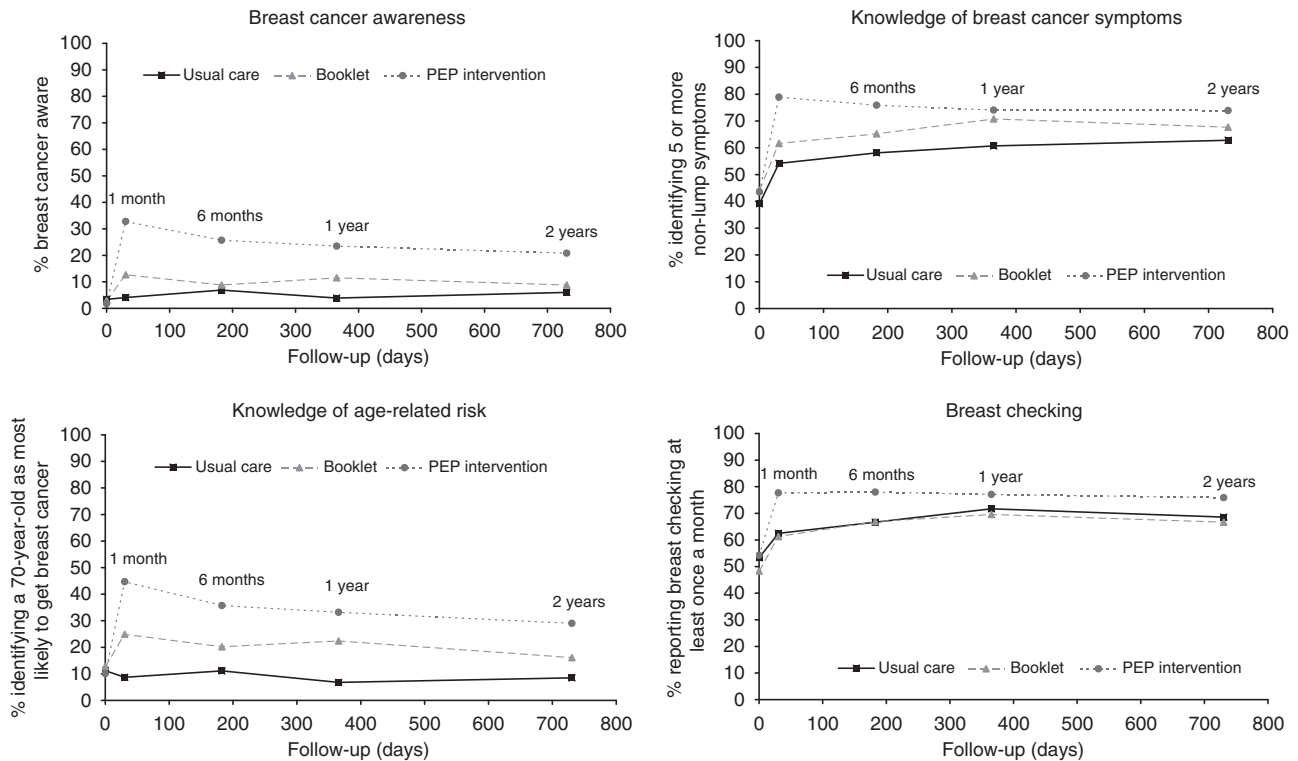 Breast cancer awareness
% breast cancer aware
100
90
80
70
60
50
40
30
20
10
0
Usual care
Booklet
PEP intervention
1 month
6 months
1 year
2 years
0 100 200 300 400 500 600 700 800
Follow-up (days)
Knowledge of breast cancer symptoms
% identifying 5 or more
non-lump symptoms
100
90
80
70
60
50
40
30
20
10
0
6 months
1 year
2 years
Usual care
Booklet
PEP intervention
0 100 200 300 400 500 600 700 800
Follow-up (days)
Knowledge of age-related risk
% identifying a 70-year-old as most
likely to get breast cancer
100
90
80
70
60
50
40
30
20
10
0
Usual care
Booklet
PEP intervention
1 month
6 months
1 year
2 years
0 100 200 300 400 500 600 700 800
Follow-up (days)
Breast checking
% reporting breast checking at
least once a month
100
90
80
70
60
50
40
30
20
10
0
1 month
6 months
1 year
2 years
Usual care
Booklet
PEP intervention
0 100 200 300 400 500 600 700 800
Follow-up (days)